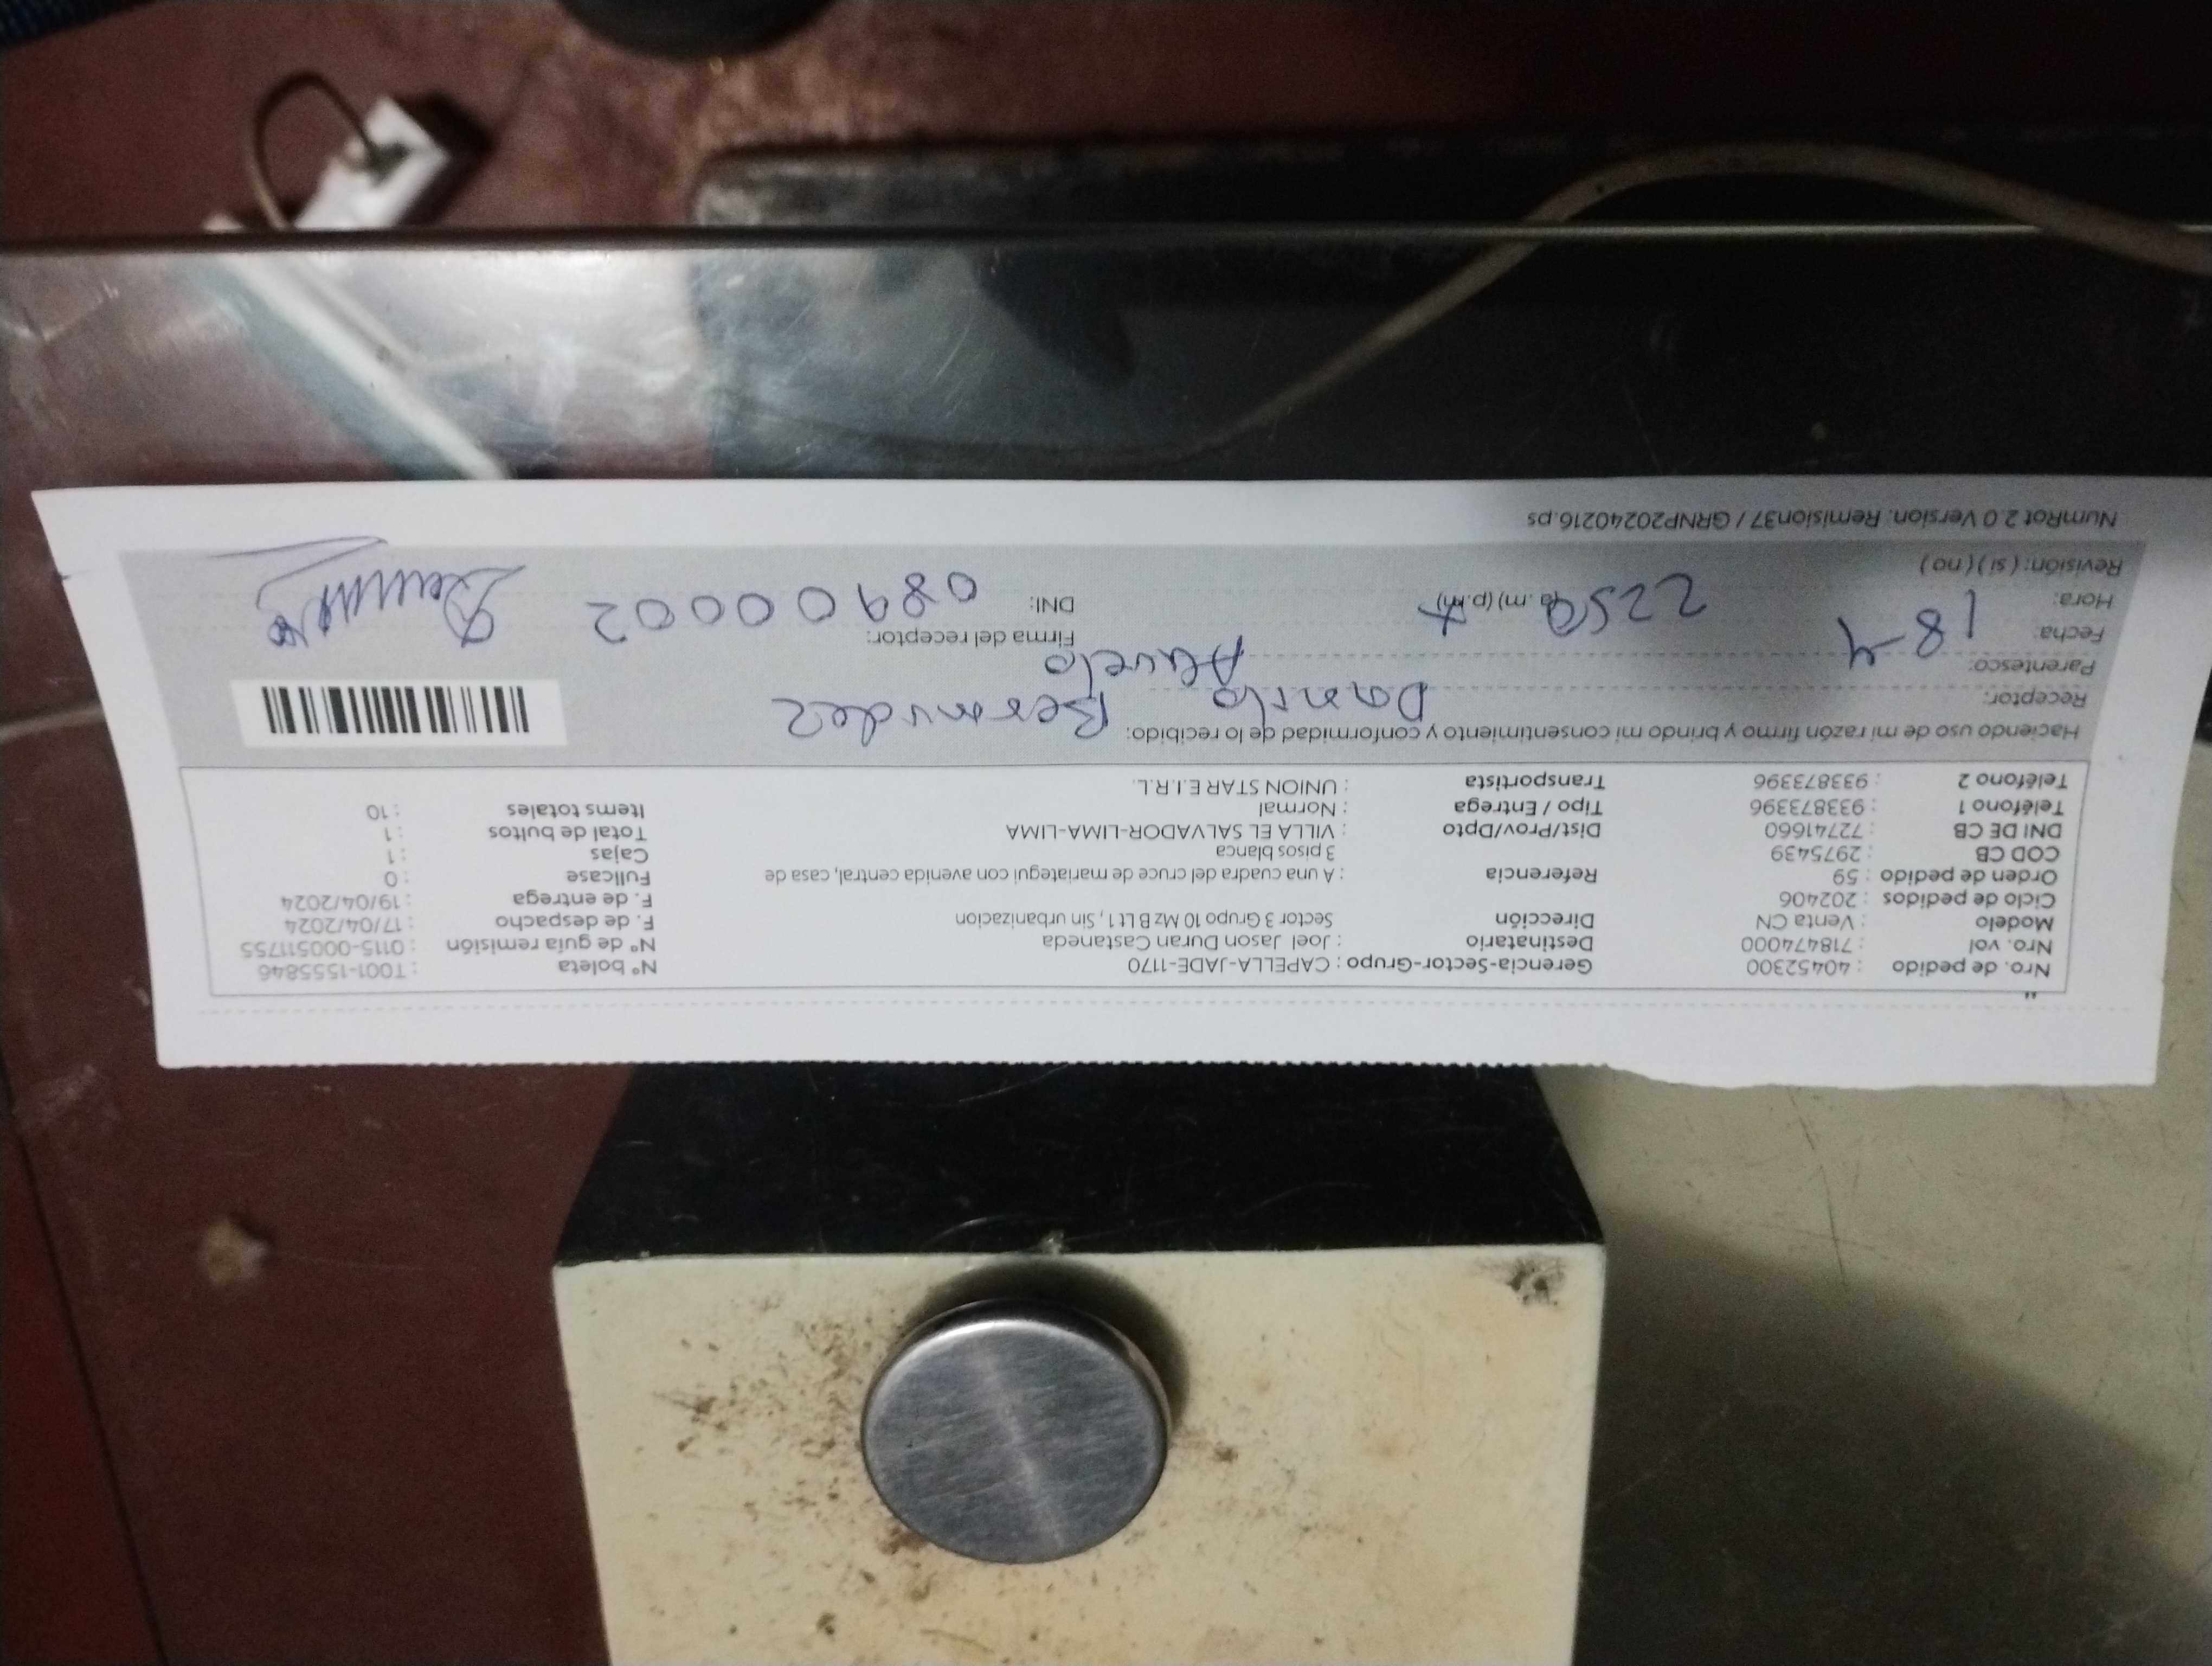 Nro. de pedido : 40452300 Gerencia-Sector-Grupo : CAPELLA-JADE-1170 N° boleta : T001-1555846
Nro. vol : 718474000 Destinatario : Joel Jason Duran Castaneda N° de guía remisión : 0115-000511755
Modelo : Venta CN Dirección Sector 3 Grupo 10 Mz B Lt 1 , Sin urbanizacion F. de despacho : 17/04/2024
Ciclo de pedidos : 202406 F. de entrega : 19/04/2024
Orden de pedido : 59 Referencia : A una cuadra del cruce de mariategui con avenida central, casa de Fullcase : 0
COD CB : 2975439 3 pisos blanca Cajas : 1
DNI DE CB : 72741660 Dist/Prov/Dpto : VILLA EL SALVADOR-LIMA-LIMA Total de bultos : 1
Teléfono 1 : 933873396 Tipo / Entrega : Normal Items totales : 10
Teléfono 2 : 933873396 Transportista : UNION STAR E.I.R.L.
Haciendo uso de mi razón firmo y brindo mi consentimiento y conformidad de lo recibido:
Receptor: Danilo Bermudez
Parentesco: Abuelo
Fecha: 18-4 Firma del receptor:
Hora: 225 (a.m) (p.m) DNI: 08900002
Revisión: ( si ) ( no )
NumRot 2.0 Version. Remision37 / GRNP20240216.ps